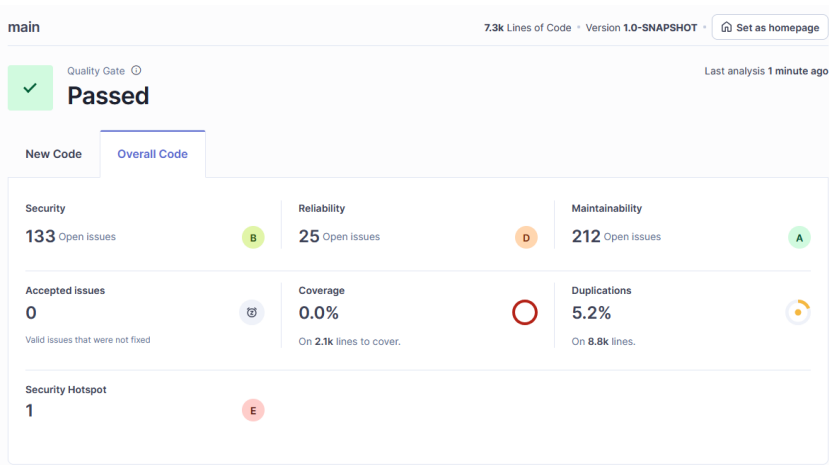 main
7.3k Lines of Code • Version 1.0-SNAPSHOT • Set as homepage
Quality Gate
Passed
Last analysis 1 minute ago
New Code
Overall Code
Security
133 Open issues
B
Reliability
25 Open issues
D
Maintainability
212 Open issues
A
Accepted issues
0
Valid issues that were not fixed
Coverage
0.0%
On 2.1k lines to cover.
Duplications
5.2%
On 8.8k lines.
Security Hotspot
1
E